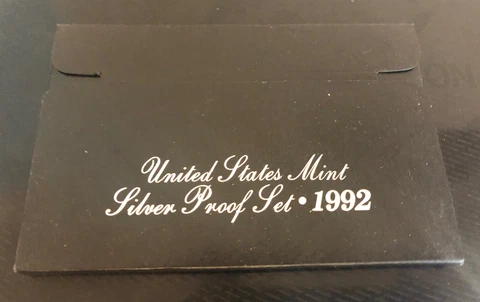 United States Mint
Silver Proof Set • 1992